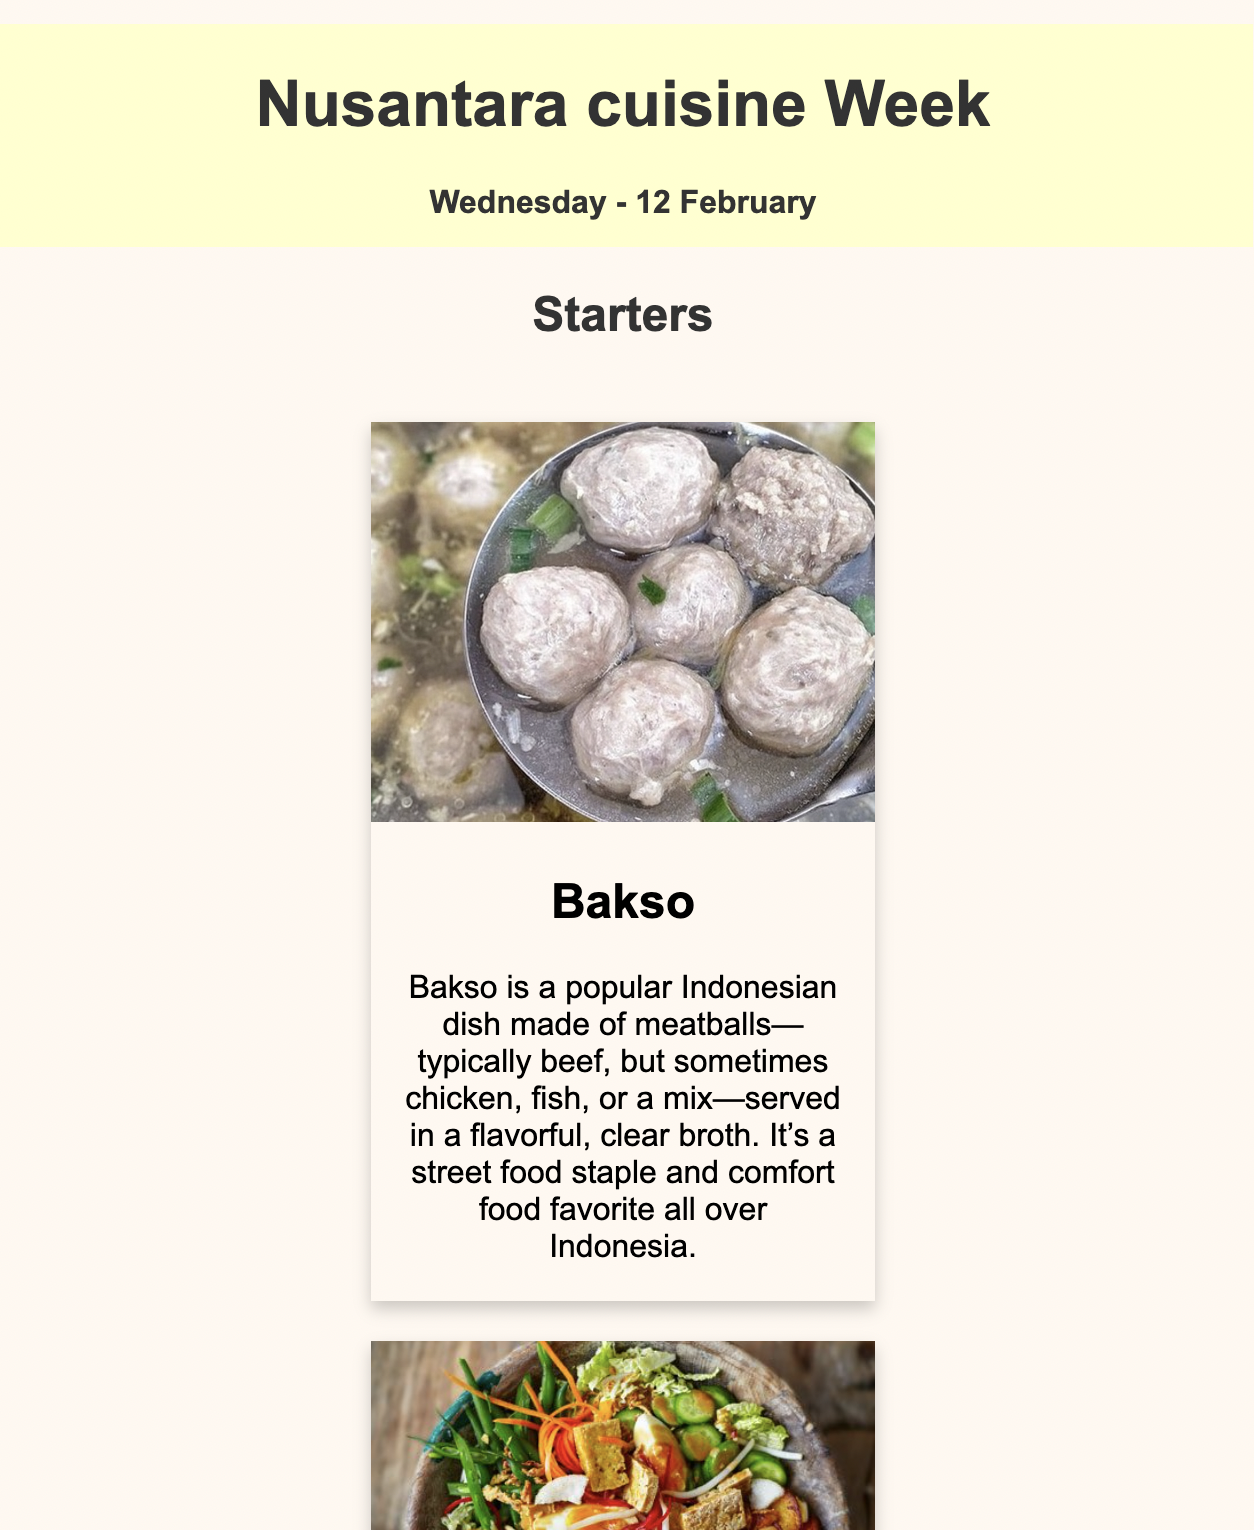 Nusantara cuisine Week
Wednesday - 12 February
Starters
Bakso
Bakso is a popular Indonesian
dish made of meatballs—
typically beef, but sometimes
chicken, fish, or a mix—served
in a flavorful, clear broth. It’s a
street food staple and comfort
food favorite all over
Indonesia.